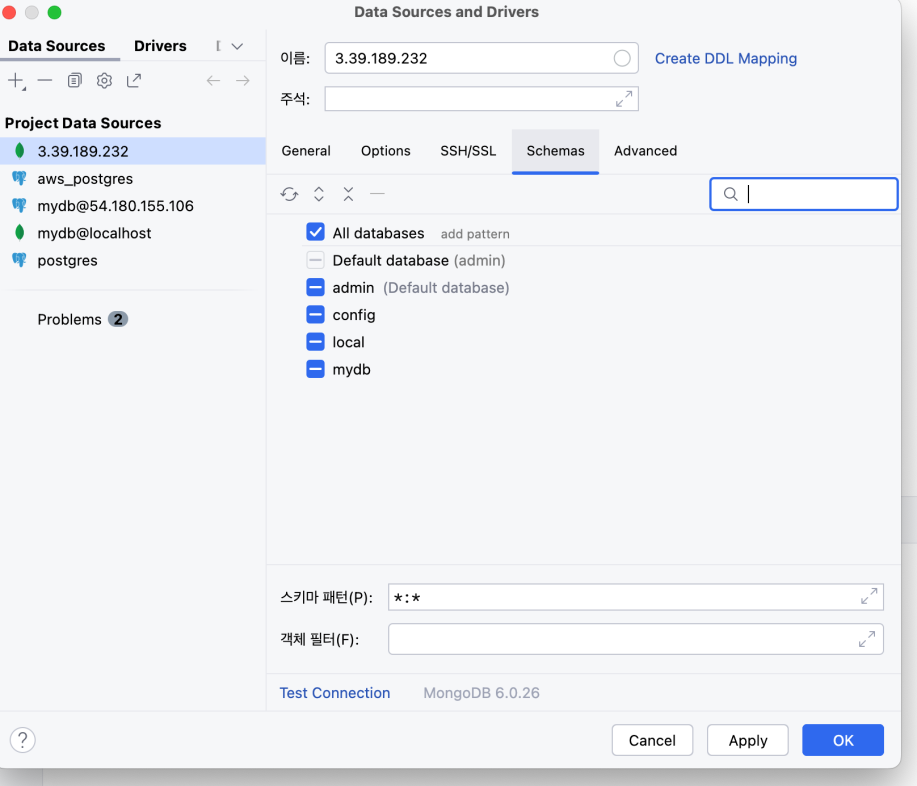 Data Sources and Drivers
Data Sources
Drivers
이름:
3.39.189.232
Create DDL Mapping
주석:
Project Data Sources
3.39.189.232
aws_postgres
mydb@54.180.155.106
mydb@localhost
postgres
Problems 2
General
Options
SSH/SSL
Schemas
Advanced
All databases add pattern
Default database (admin)
admin (Default database)
config
local
mydb
스키마 패턴(P):
*:*
객체 필터(F):
Test Connection
MongoDB 6.0.26
?
Cancel
Apply
OK